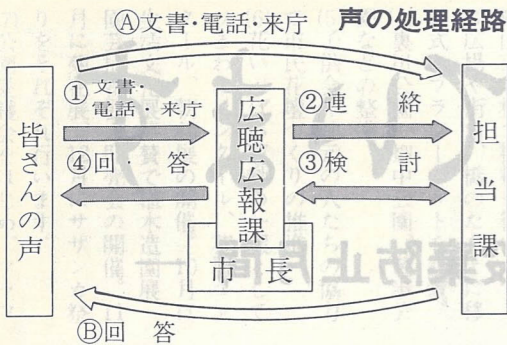 声の処理経路
Ⓐ文書・電話・来庁
①文書・
電話・来庁
②連 絡
④回・答
③検 討
皆さんの声
広聴広報課
市長
担当課
Ⓑ回 答